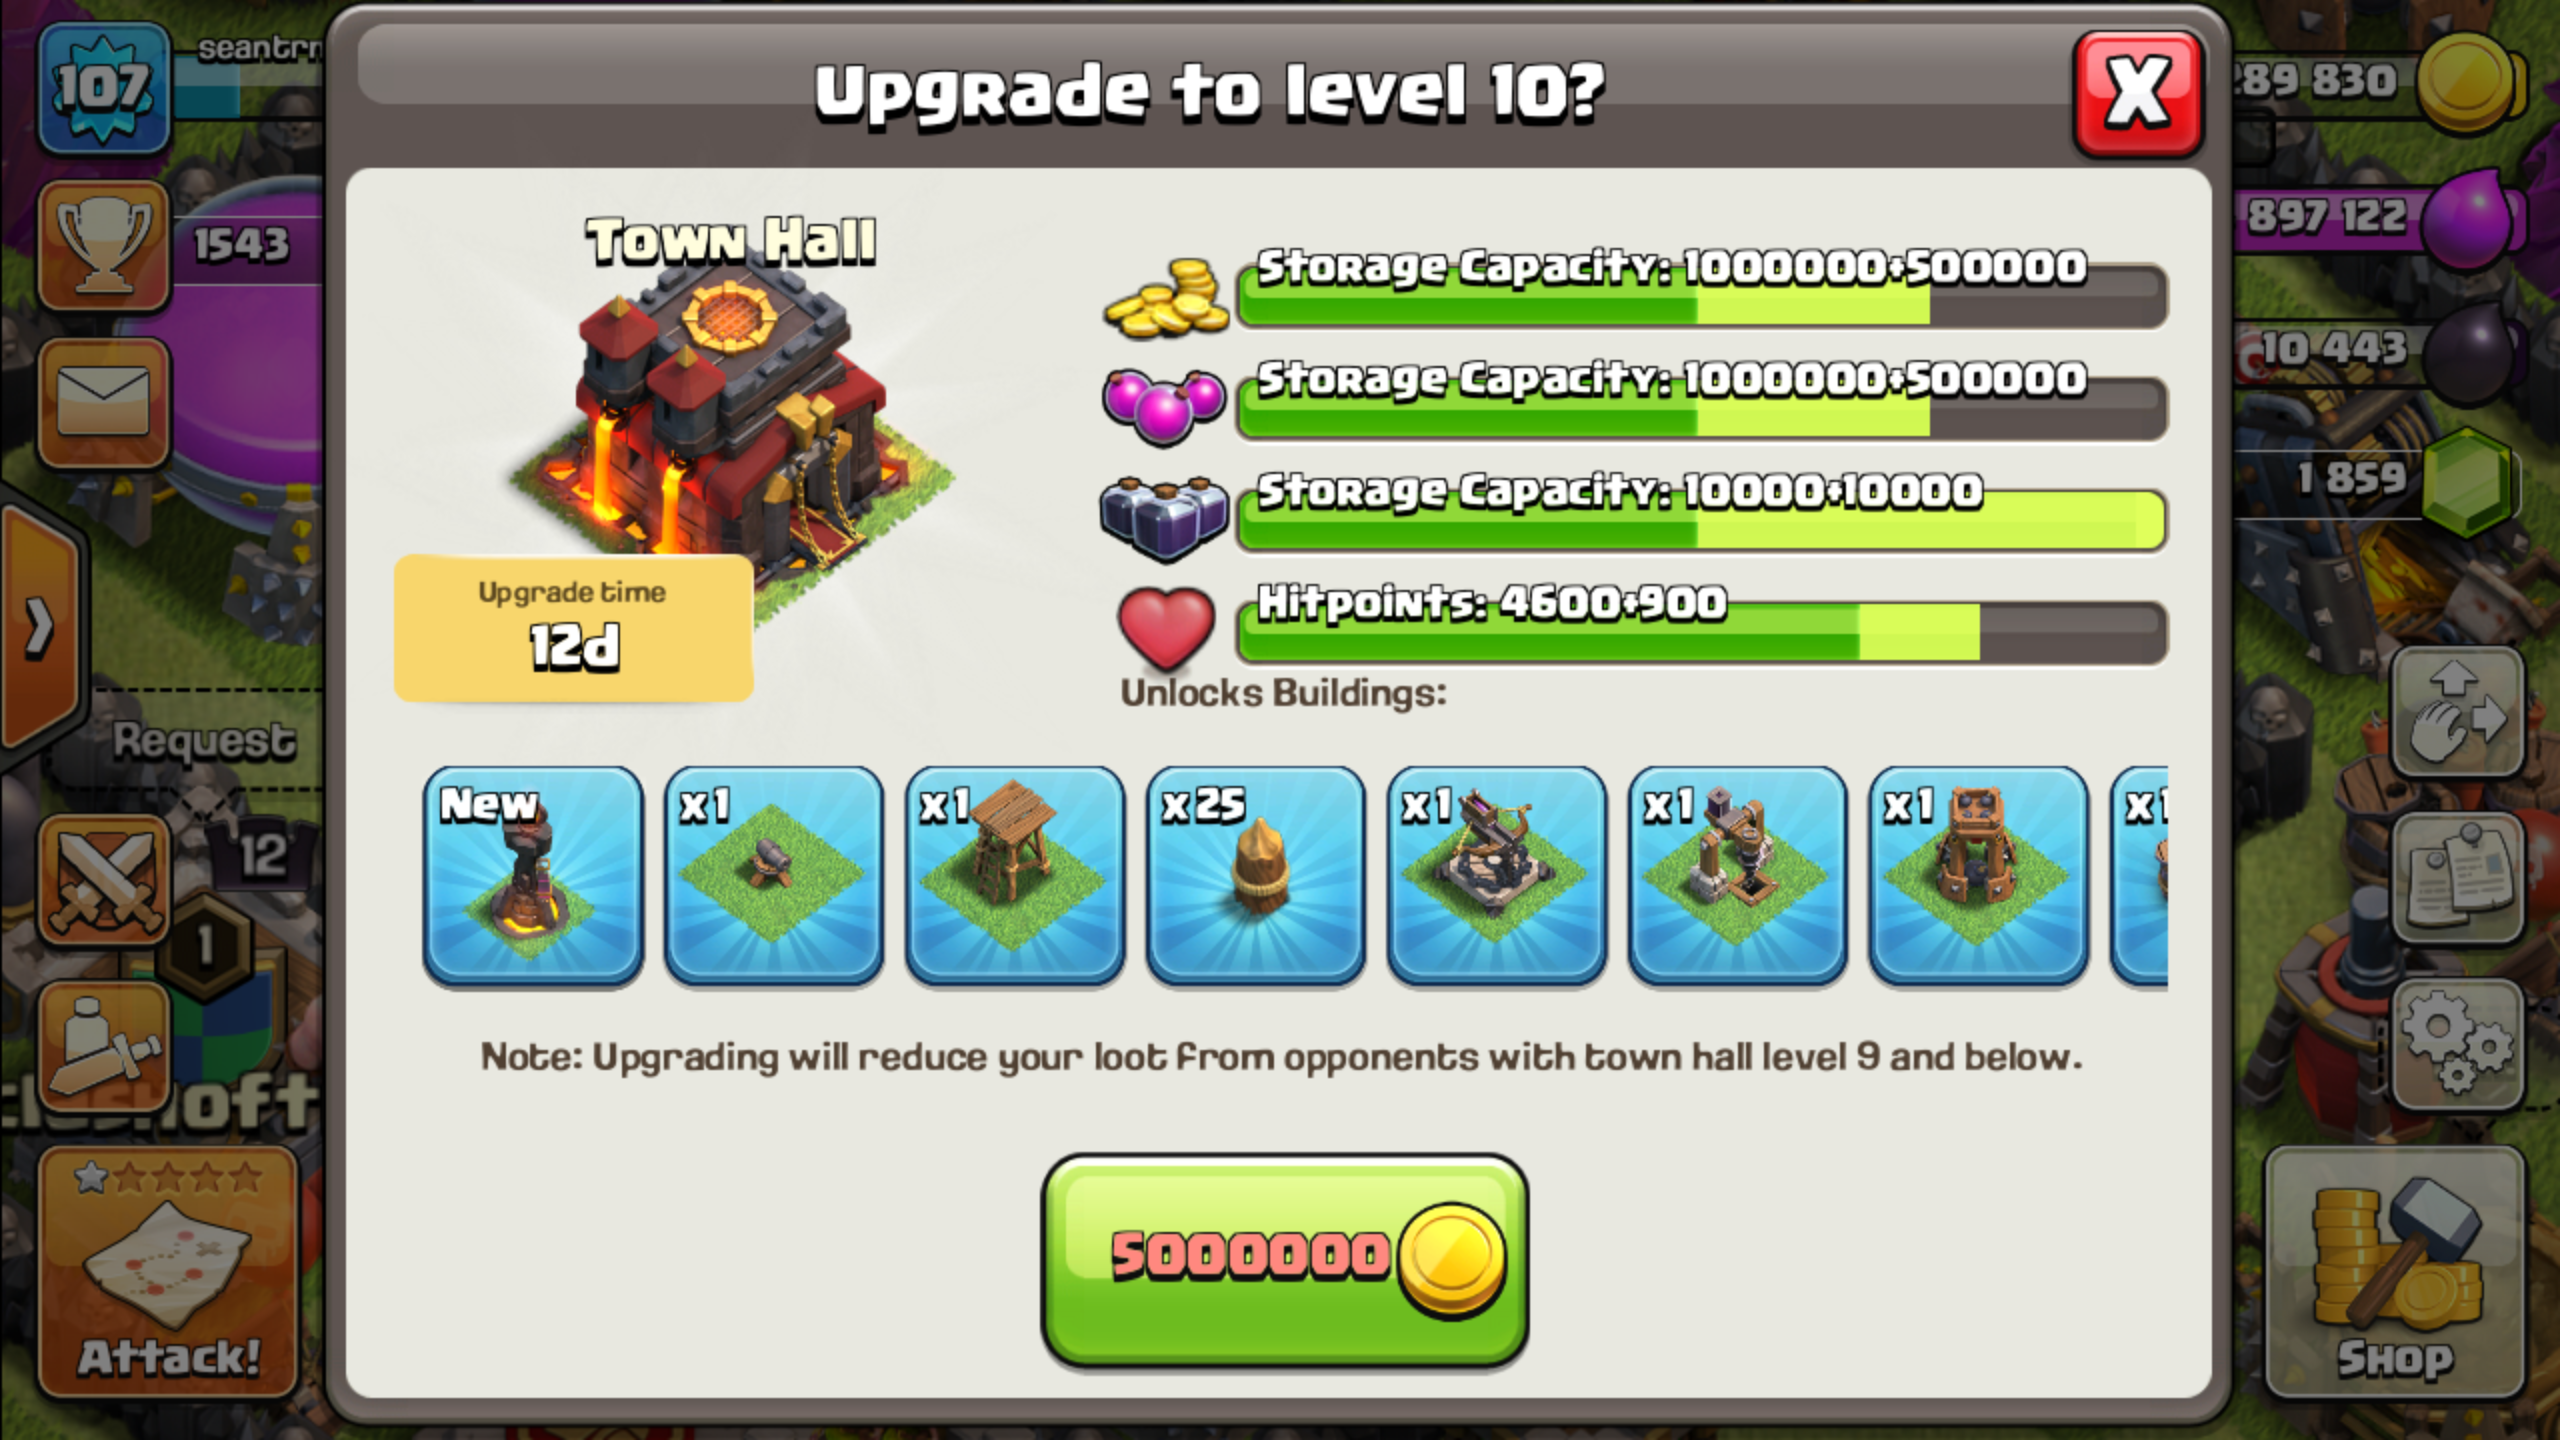 Upgrade to level 10?
X
107
1543
Request
12
1
Attack!
Town Hall
Upgrade time
12d
Storage Capacity: 1000000+500000
Storage Capacity: 1000000+500000
Storage Capacity: 10000+10000
Hitpoints: 4600+900
Unlocks Buildings:
New
x1
x1
x25
x1
x1
x1
x1
Note: Upgrading will reduce your loot from opponents with town hall level 9 and below.
5000000
289 830
897 122
10 443
1 859
Shop